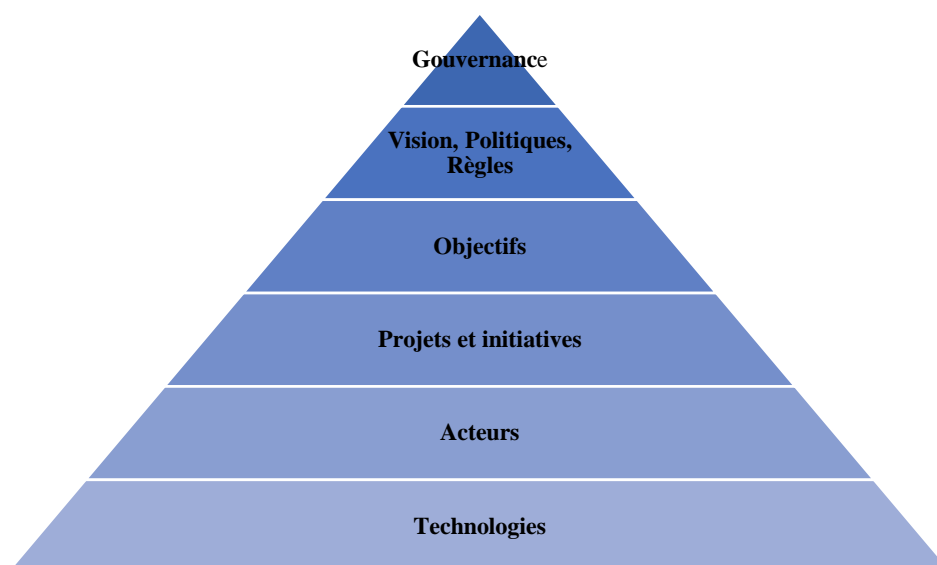 Gouvernance
Vision, Politiques,
Règles
Objectifs
Projets et initiatives
Acteurs
Technologies